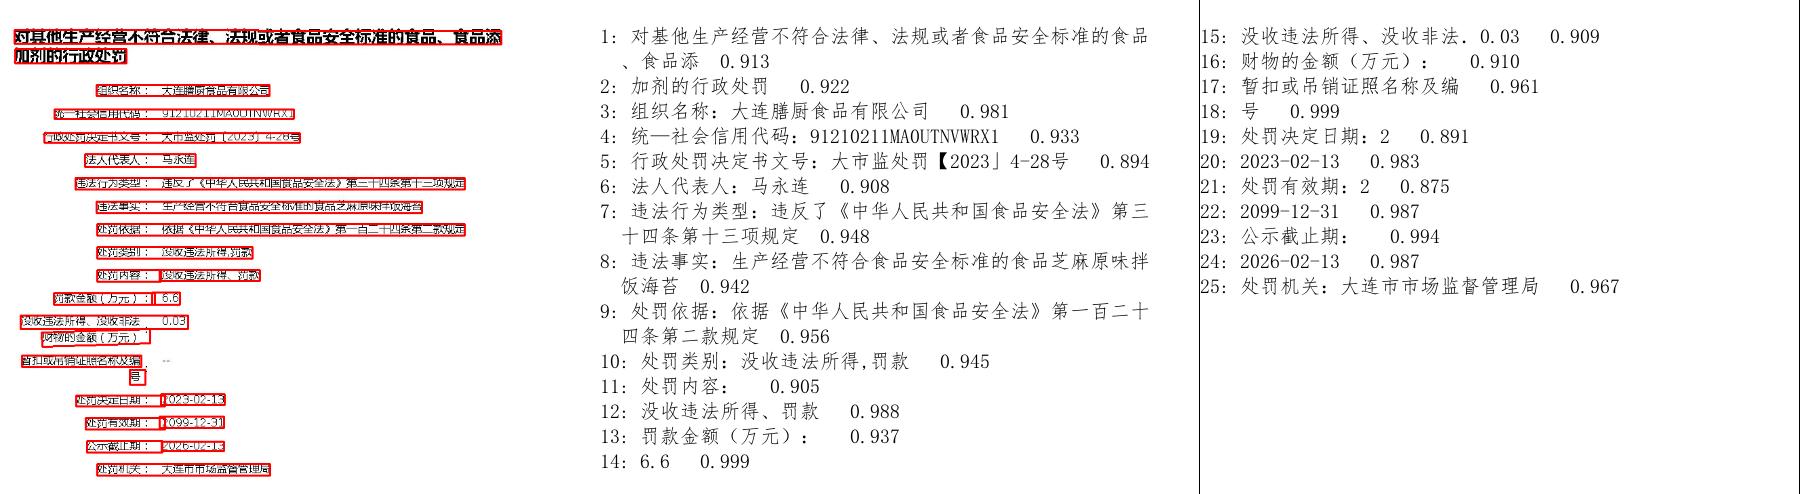 对其他生产经营不符合法律、法规或者食品安全标准的食品、食品添
加剂的行政处罚
组织名称： 大连膳厨食品有限公司
统一社会信用代码： 91210211MA0UTNWRX1
行政处罚决定书文号： 大市监处罚〔2023〕4-28号
法人代表人： 马永连
违法行为类型： 违反了《中华人民共和国食品安全法》第三十四条第十三项规定
违法事实： 生产经营不符合食品安全标准的食品芝麻原味拌饭海苔
处罚依据： 依据《中华人民共和国食品安全法》第一百二十四条第二款规定
处罚类别： 没收违法所得,罚款
处罚内容： 没收违法所得、罚款
罚款金额（万元）： 6.6
没收违法所得、没收非法 0.03
财物的金额（万元）：
暂扣或吊销证照名称及编 --
号：
处罚决定日期： 2023-02-13
处罚有效期： 2099-12-31
公示截止期： 2026-02-13
处罚机关： 大连市市场监督管理局
1: 对基他生产经营不符合法律、法规或者食品安全标准的食品
、食品添 0.913
2: 加剂的行政处罚 0.922
3: 组织名称: 大连膳厨食品有限公司 0.981
4: 统—社会信用代码: 91210211MA0UTNVWRX1 0.933
5: 行政处罚决定书文号: 大市监处罚【2023」4-28号 0.894
6: 法人代表人: 马永连 0.908
7: 违法行为类型: 违反了《中华人民共和国食品安全法》第三
十四条第十三项规定 0.948
8: 违法事实: 生产经营不符合食品安全标准的食品芝麻原味拌
饭海苔 0.942
9: 处罚依据: 依据《中华人民共和国食品安全法》第一百二十
四条第二款规定 0.956
10: 处罚类别: 没收违法所得,罚款 0.945
11: 处罚内容: 0.905
12: 没收违法所得、罚款 0.988
13: 罚款金额（万元）: 0.937
14: 6.6 0.999
15: 没收违法所得、没收非法. 0.03 0.909
16: 财物的金额（万元）: 0.910
17: 暂扣或吊销证照名称及编 0.961
18: 号 0.999
19: 处罚决定日期: 2 0.891
20: 2023-02-13 0.983
21: 处罚有效期: 2 0.875
22: 2099-12-31 0.987
23: 公示截止期: 0.994
24: 2026-02-13 0.987
25: 处罚机关: 大连市市场监督管理局 0.967